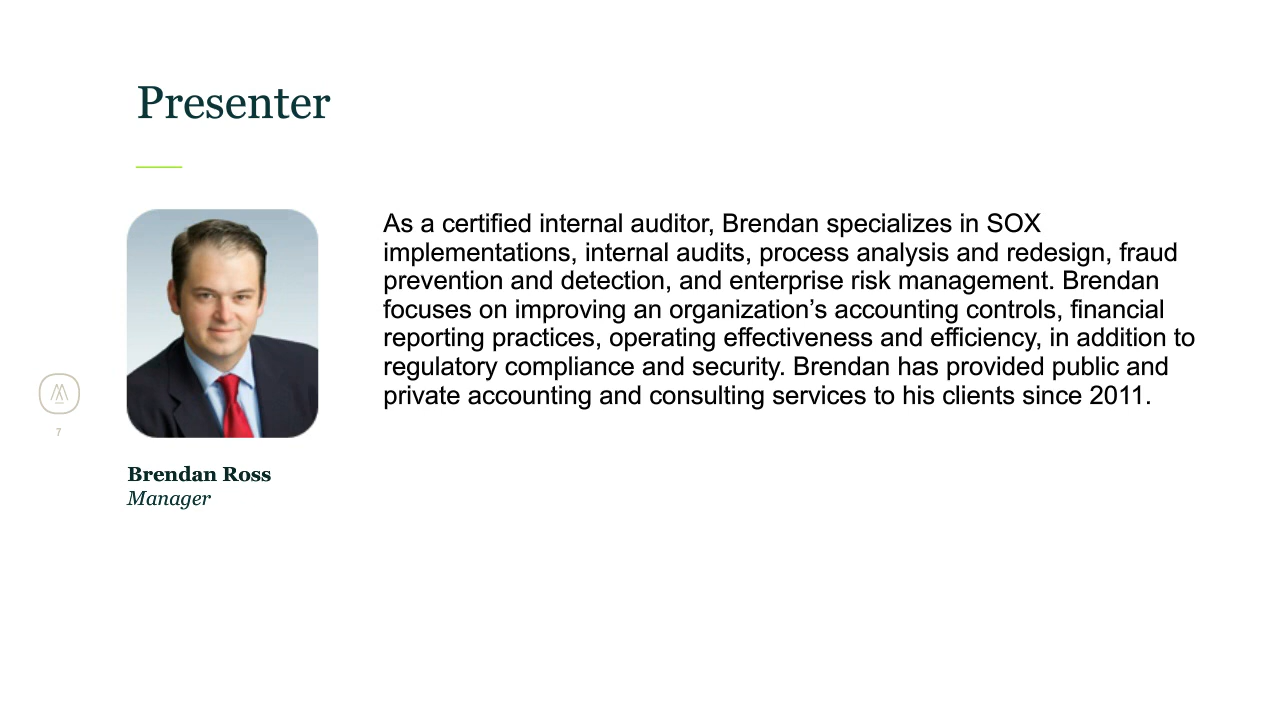 Presenter
As a certified internal auditor, Brendan specializes in SOX
implementations, internal audits, process analysis and redesign, fraud
prevention and detection, and enterprise risk management. Brendan
focuses on improving an organization’s accounting controls, financial
reporting practices, operating effectiveness and efficiency, in addition to
regulatory compliance and security. Brendan has provided public and
private accounting and consulting services to his clients since 2011.
Brendan Ross
Manager
7